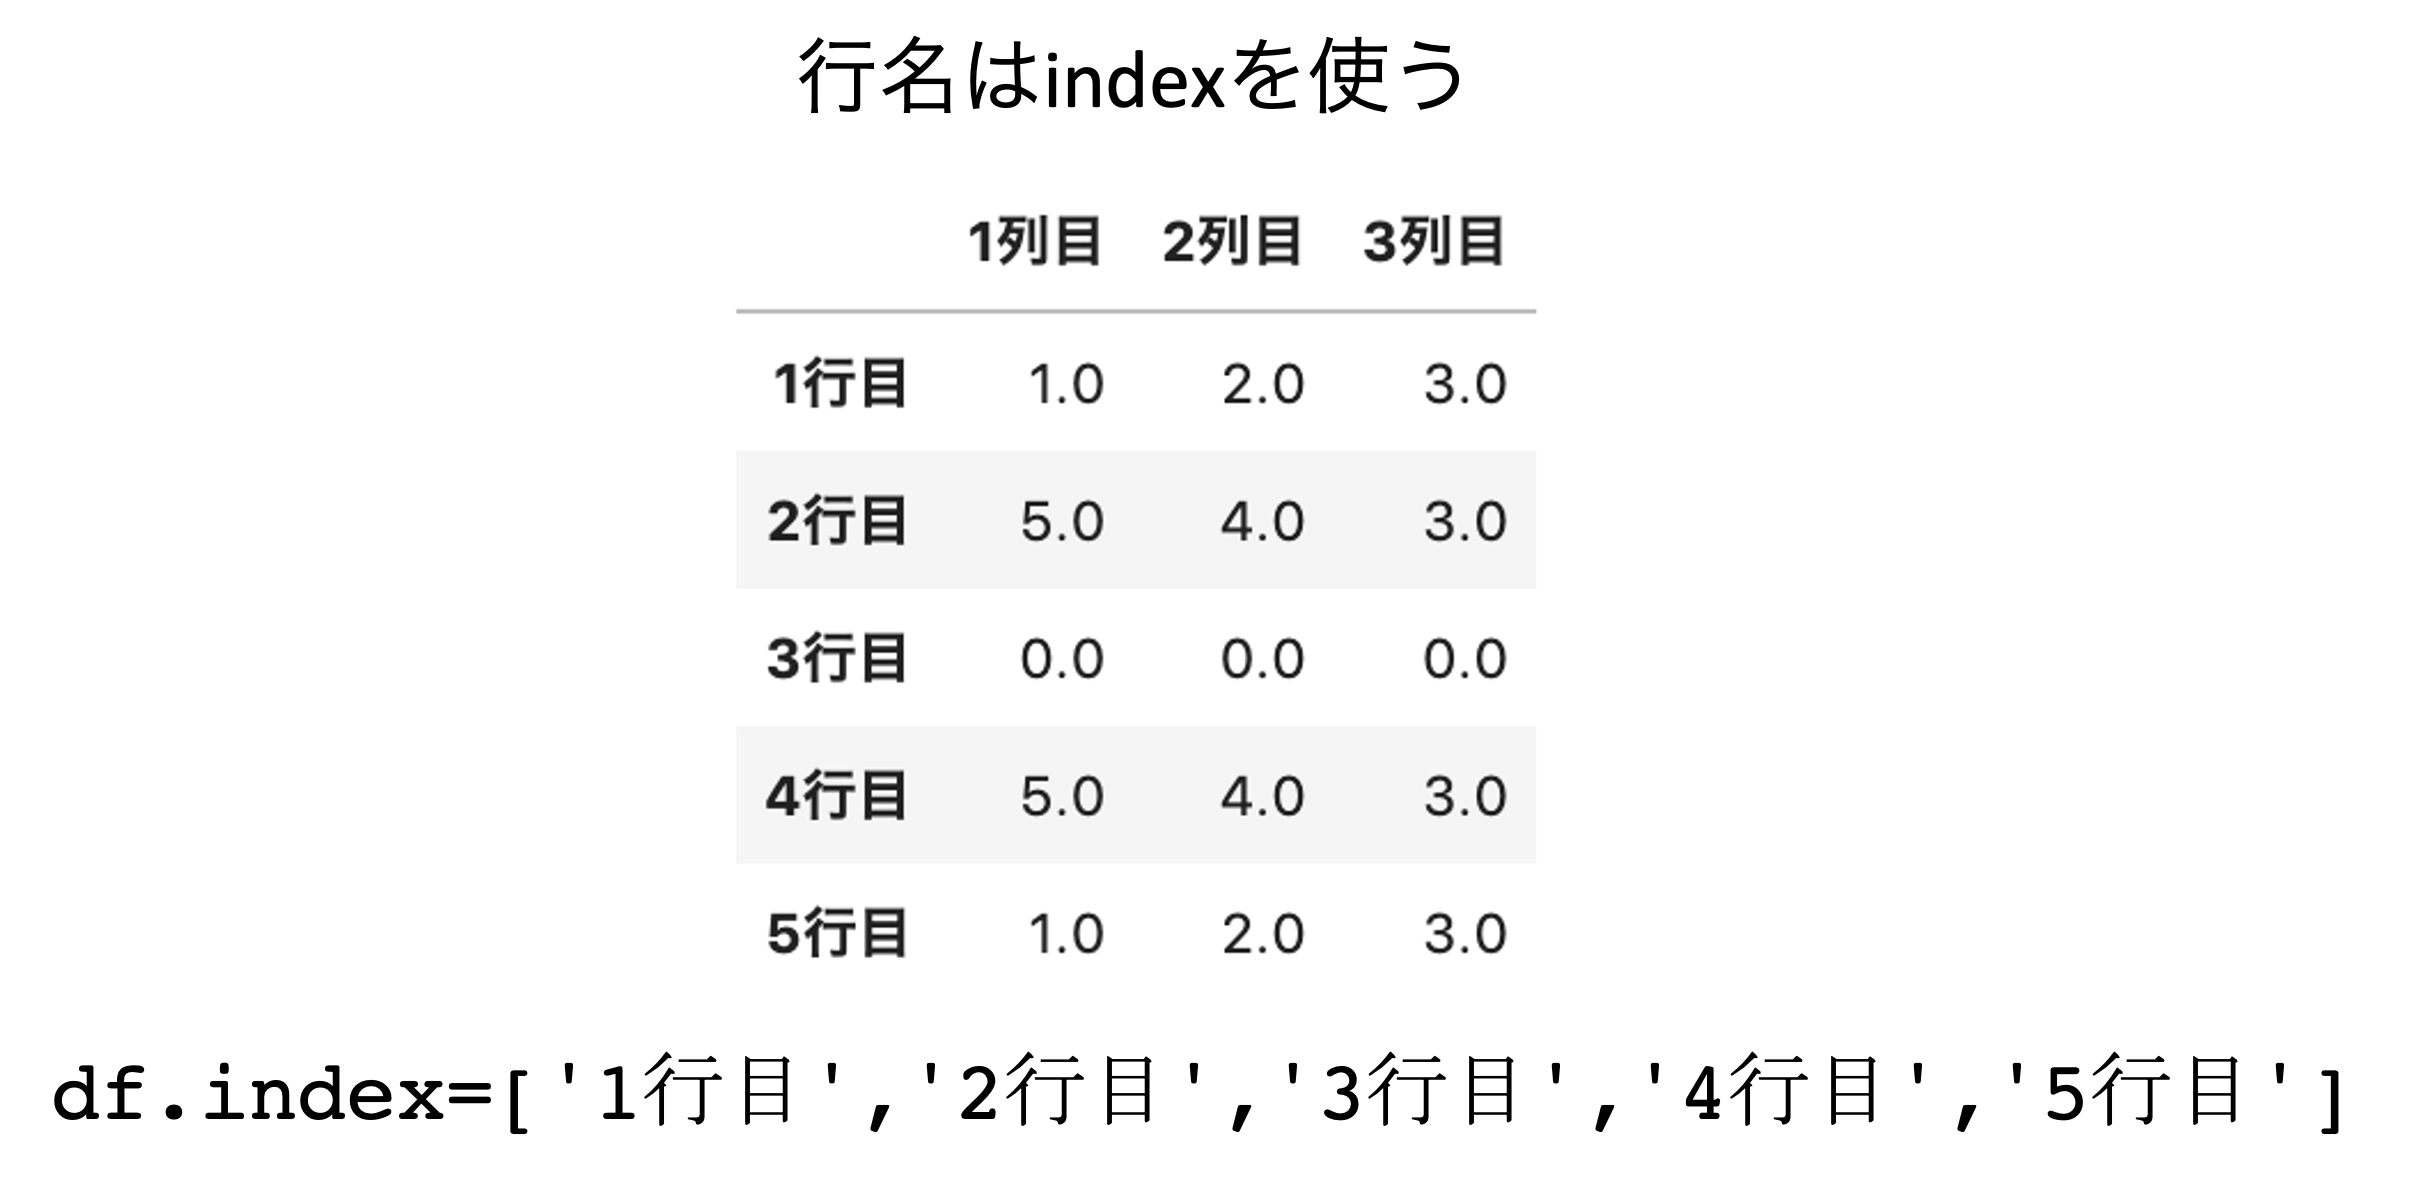 行名はindexを使う
1列目 2列目 3列目
1行目 1.0 2.0 3.0
2行目 5.0 4.0 3.0
3行目 0.0 0.0 0.0
4行目 5.0 4.0 3.0
5行目 1.0 2.0 3.0
df.index=['1行目','2行目','3行目','4行目','5行目']